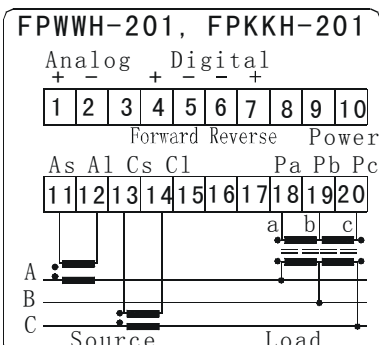 FPWWH-201, FPKKH-201
Analog Digital
+ − + − − +
1 2 3 4 5 6 7 8 9 10
Forward Reverse Power
As Al Cs Cl Pa Pb Pc
11 12 13 14 15 16 17 18 19 20
a b c
A
B
C
Source Load